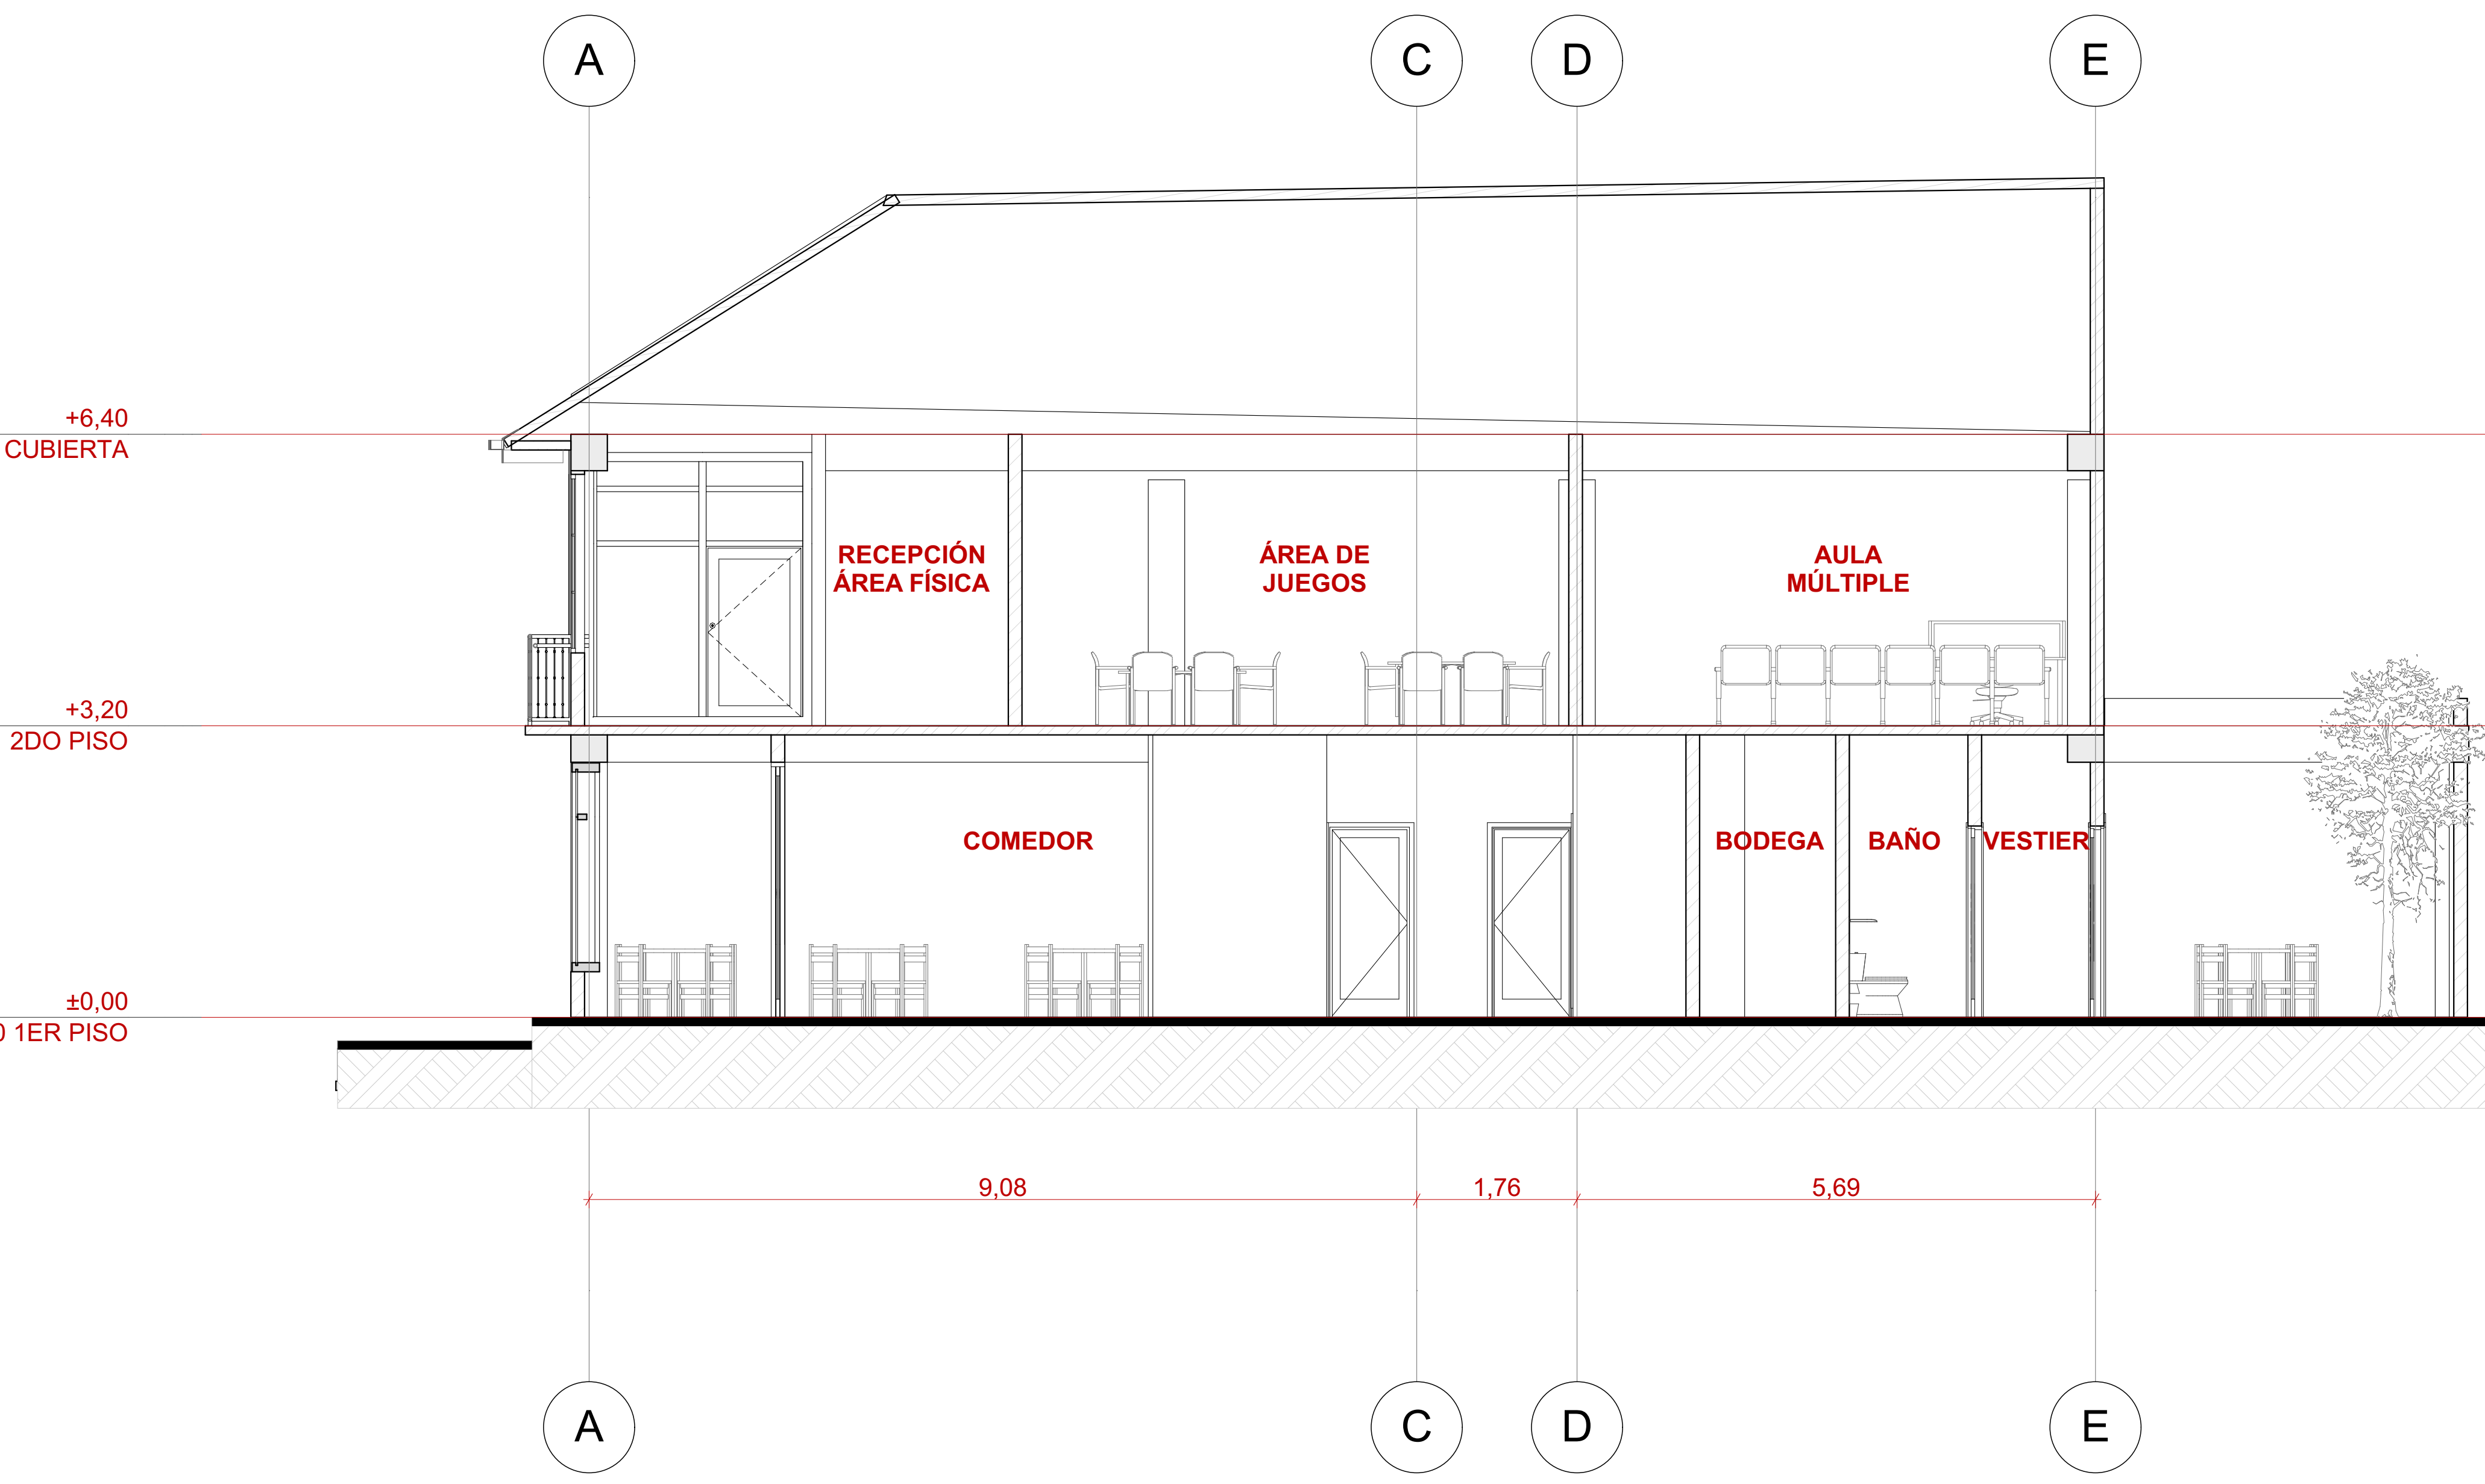 A C D E
+6,40
CUBIERTA
RECEPCIÓN
ÁREA FÍSICA
ÁREA DE
JUEGOS
AULA
MÚLTIPLE
+3,20
2DO PISO
COMEDOR
BODEGA BAÑO VESTIER
±0,00
1ER PISO
9,08 1,76 5,69
A C D E